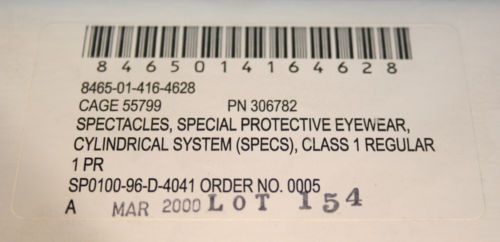 8465014164628
8465-01-416-4628
CAGE 55799 PN 306782
SPECTACLES, SPECIAL PROTECTIVE EYEWEAR,
CYLINDRICAL SYSTEM (SPECS), CLASS 1 REGULAR
1 PR
SP0100-96-D-4041 ORDER NO. 0005
A MAR 2000 LOT 154